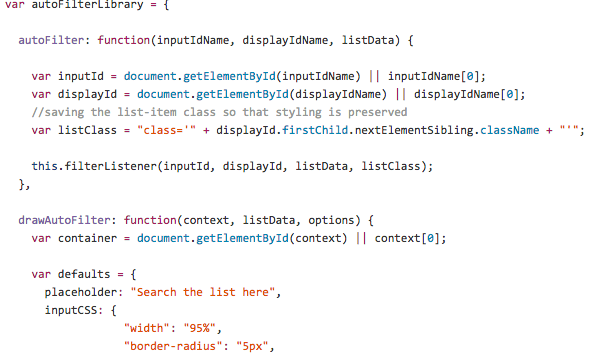 var autoFilterLibrary = {
autoFilter: function(inputIdName, displayIdName, listData) {
var inputId = document.getElementById(inputIdName) || inputIdName[0];
var displayId = document.getElementById(displayIdName) || displayIdName[0];
//saving the list-item class so that styling is preserved
var listClass = "class='" + displayId.firstChild.nextElementSibling.className + "'";
this.filterListener(inputId, displayId, listData, listClass);
},
drawAutoFilter: function(context, listData, options) {
var container = document.getElementById(context) || context[0];
var defaults = {
placeholder: "Search the list here",
inputCSS: {
"width": "95%",
"border-radius": "5px",